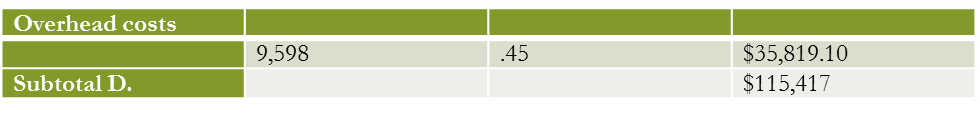 Overhead costs
9,598 .45 $35,819.10
Subtotal D. $115,417